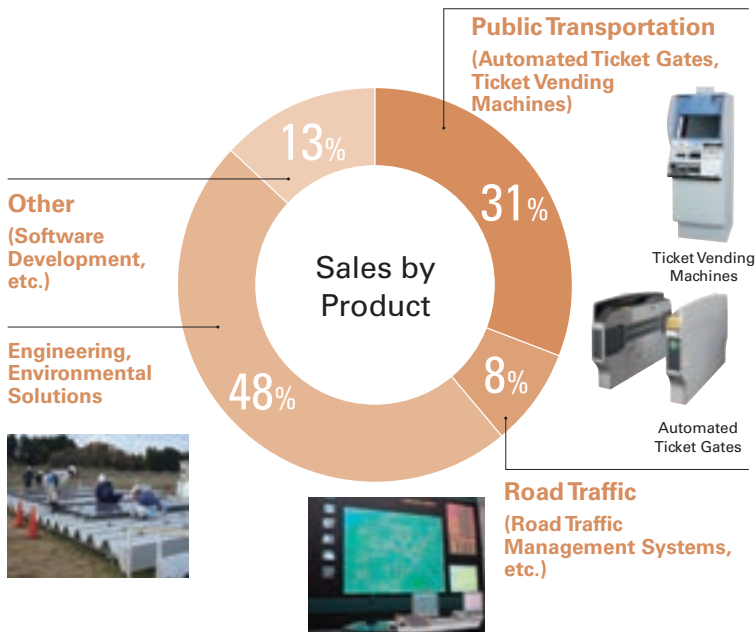 Public Transportation
(Automated Ticket Gates,
Ticket Vending
Machines)
13%
31%
Other
(Software
Development,
etc.)
Sales by
Product
Ticket Vending
Machines
Engineering,
Environmental
Solutions
48%
8%
Automated
Ticket Gates
Road Traffic
(Road Traffic
Management Systems,
etc.)